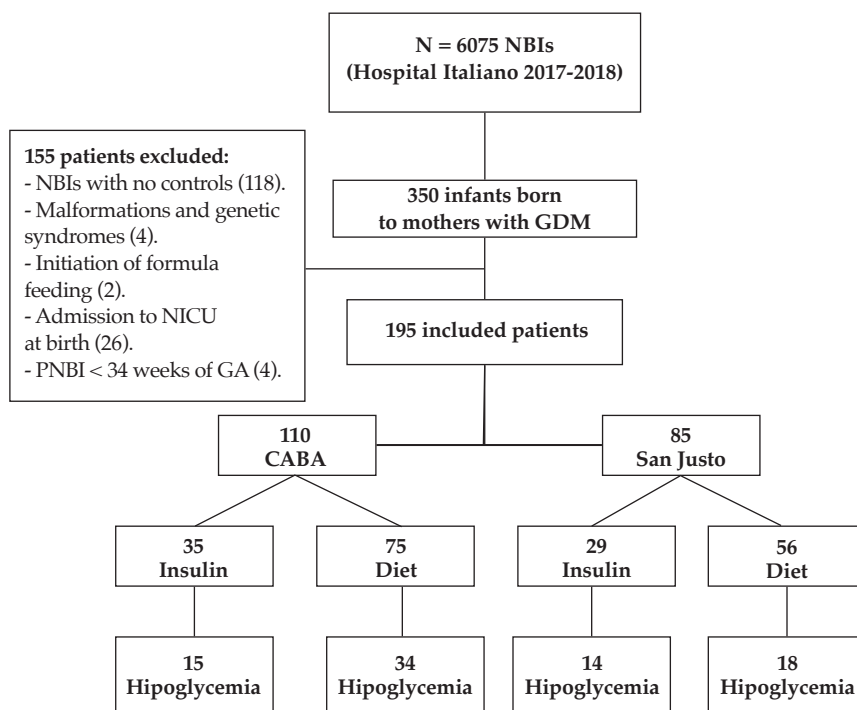 N = 6075 NBIs
(Hospital Italiano 2017-2018)
155 patients excluded:
- NBIs with no controls (118).
- Malformations and genetic
syndromes (4).
- Initiation of formula
feeding (2).
- Admission to NICU
at birth (26).
- PNBI < 34 weeks of GA (4).
350 infants born
to mothers with GDM
195 included patients
110
CABA
85
San Justo
35
Insulin
75
Diet
29
Insulin
56
Diet
15
Hipoglycemia
34
Hipoglycemia
14
Hipoglycemia
18
Hipoglycemia